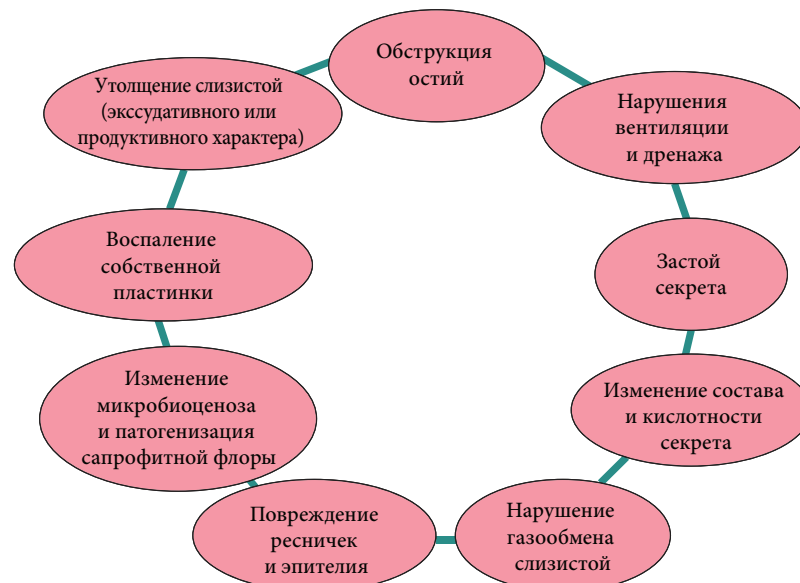 Обструкция
остий
Нарушения
вентиляции
и дренажа
Застой
секрета
Изменение состава
и кислотности
секрета
Нарушение
газообмена
слизистой
Повреждение
ресничек
и эпителия
Изменение
микробиоценоза
и патогенизация
сапрофитной флоры
Воспаление
собственной
пластинки
Утолщение слизистой
(экссудативного или
продуктивного характера)